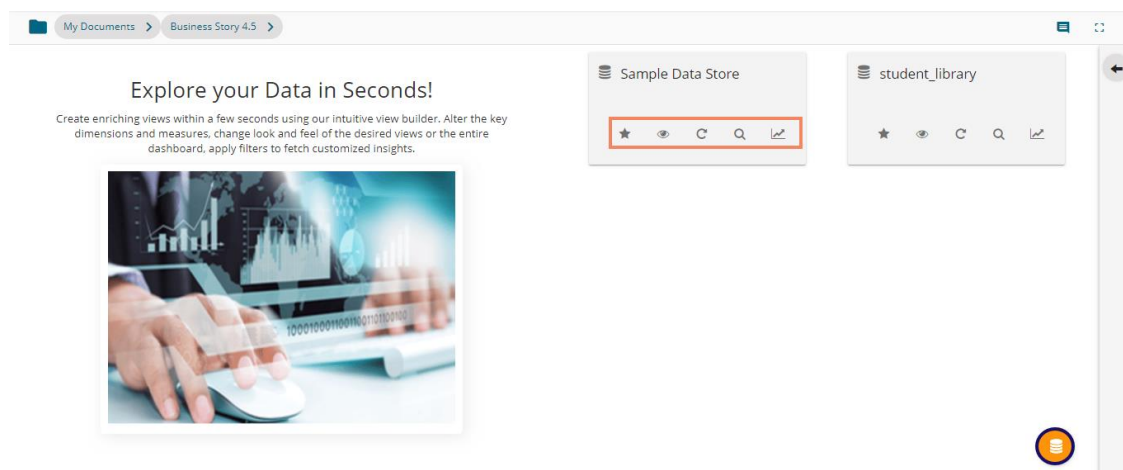 My Documents > Business Story 4.5 >
Explore your Data in Seconds!
Create enriching views within a few seconds using our intuitive view builder. Alter the key
dimensions and measures, change look and feel of the desired views or the entire
dashboard, apply filters to fetch customized insights.
Sample Data Store
student_library